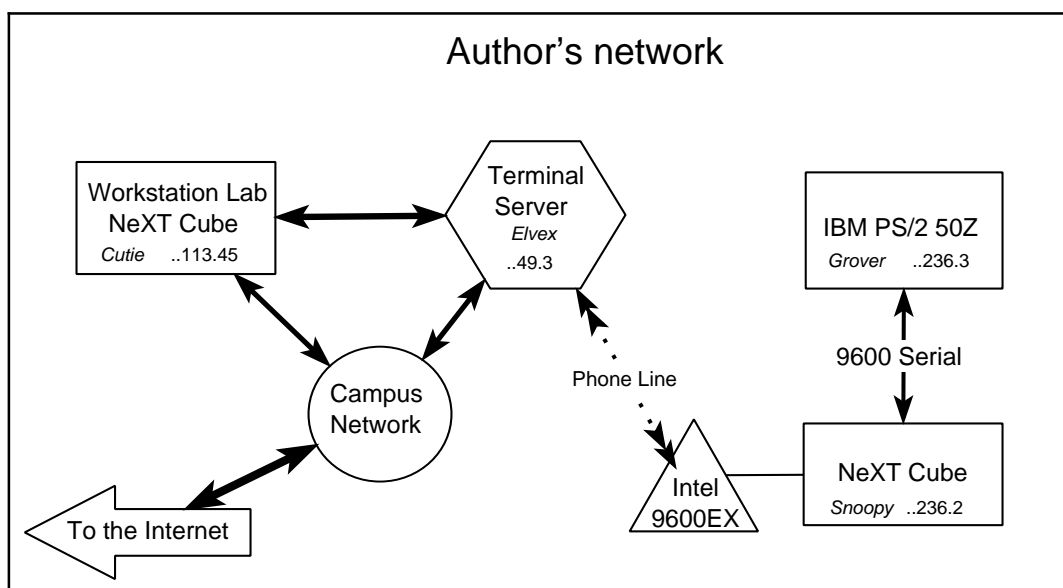 Author's network
Workstation Lab
NeXT Cube
Cutie ..113.45
Terminal
Server
Elvex
..49.3
IBM PS/2 50Z
Grover ..236.3
9600 Serial
Phone Line
Campus
Network
Intel
9600EX
NeXT Cube
Snoopy ..236.2
To the Internet